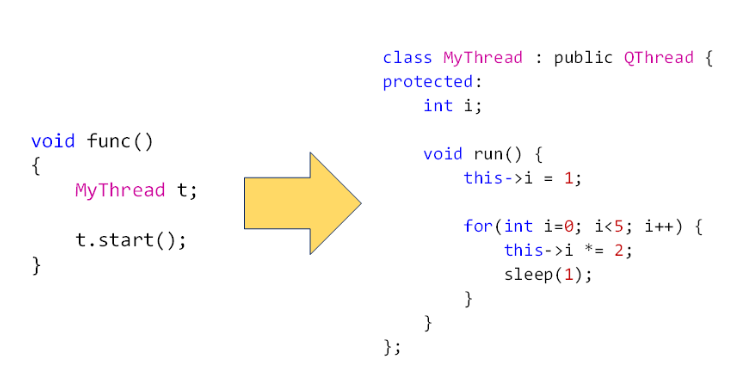 void func()
{
    MyThread t;

    t.start();
}
class MyThread : public QThread {
protected:
    int i;

    void run() {
        this->i = 1;

        for(int i=0; i<5; i++) {
            this->i *= 2;
            sleep(1);
        }
    }
};